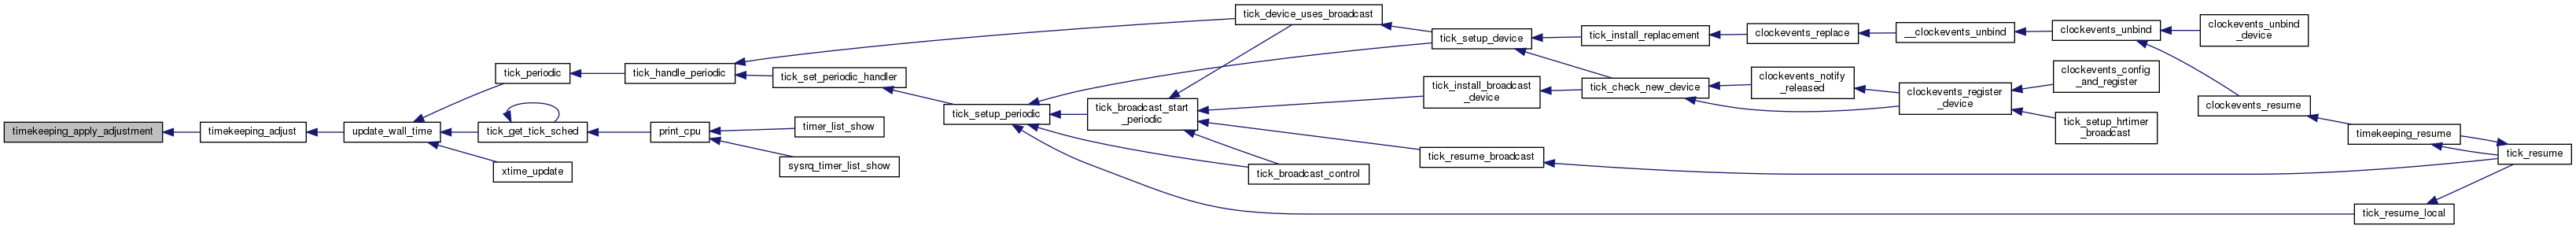 timekeeping_apply_adjustment
timekeeping_adjust
update_wall_time
tick_periodic
tick_get_tick_sched
xtime_update
tick_handle_periodic
print_cpu
tick_set_periodic_handler
timer_list_show
sysrq_timer_list_show
tick_setup_periodic
tick_broadcast_start
_periodic
tick_device_uses_broadcast
tick_broadcast_control
tick_setup_device
tick_install_broadcast
_device
tick_resume_broadcast
tick_install_replacement
tick_check_new_device
clockevents_replace
clockevents_notify
_released
__clockevents_unbind
clockevents_register
_device
clockevents_unbind
clockevents_config
_and_register
tick_setup_hrtimer
_broadcast
clockevents_unbind
_device
clockevents_resume
timekeeping_resume
tick_resume_local
tick_resume